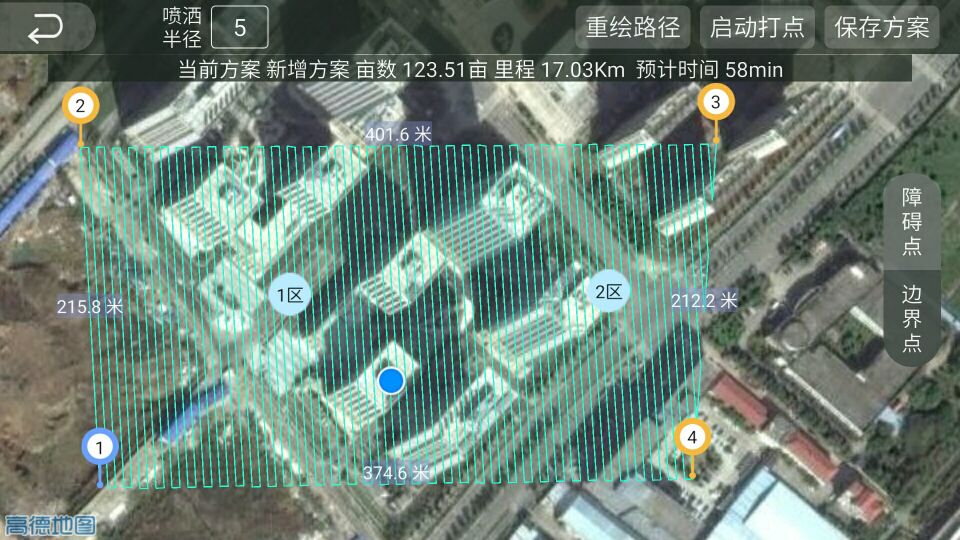 喷洒
半径
5
重绘路径
启动打点
保存方案
当前方案 新增方案 亩数 123.51亩 里程 17.03Km 预计时间 58min
2
3
401.6 米
障碍点
1区
2区
215.8 米
212.2 米
边界点
1
4
374.6 米
高德地图